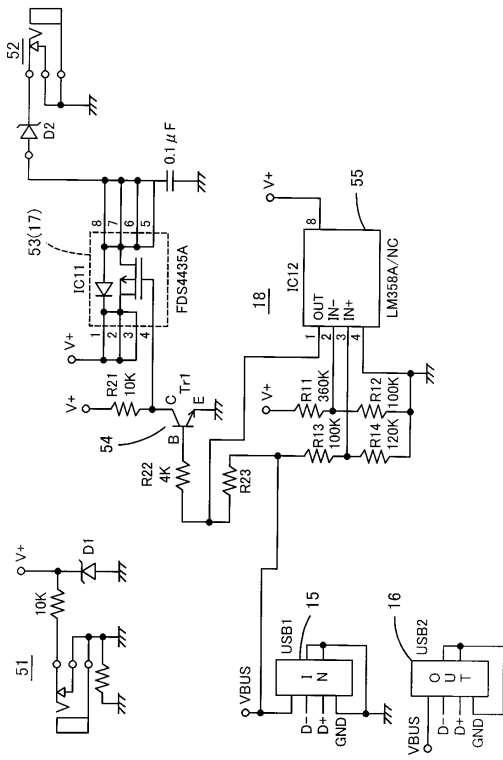 51
10K
V+
D1
54
V+
R21
10K
B
C
E
Tr1
R22
4K
R23
53(17)
V+
IC11
1
2
3
4
8
7
6
5
FDS4435A
0.1μF
D2
52
VBUS
USB1
15
I
N
D-
D+
GND
VBUS
USB2
16
O
U
T
D-
D+
GND
V+
R11
360K
R13
100K
R12
100K
R14
120K
18
IC12
1
OUT
2
IN-
3
IN+
4
8
V+
55
LM358A/NC